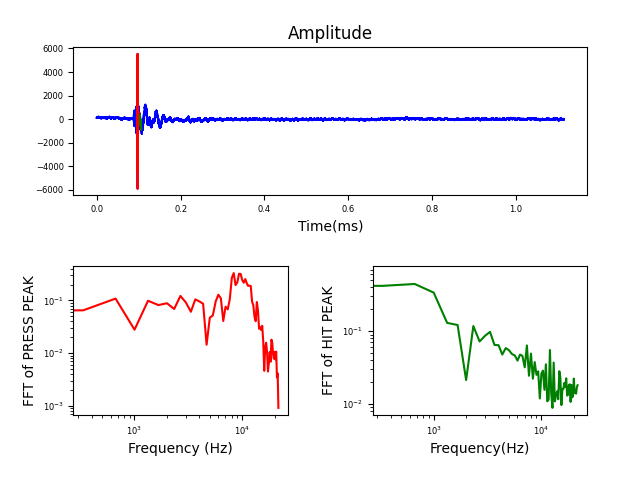 Amplitude
6000
4000
2000
0
−2000
−4000
−6000
0.0 0.2 0.4 0.6 0.8 1.0
Time(ms)
FFT of PRESS PEAK
10⁻¹
10⁻²
10⁻³
10³ 10⁴
Frequency (Hz)
FFT of HIT PEAK
10⁻¹
10⁻²
10³ 10⁴
Frequency(Hz)